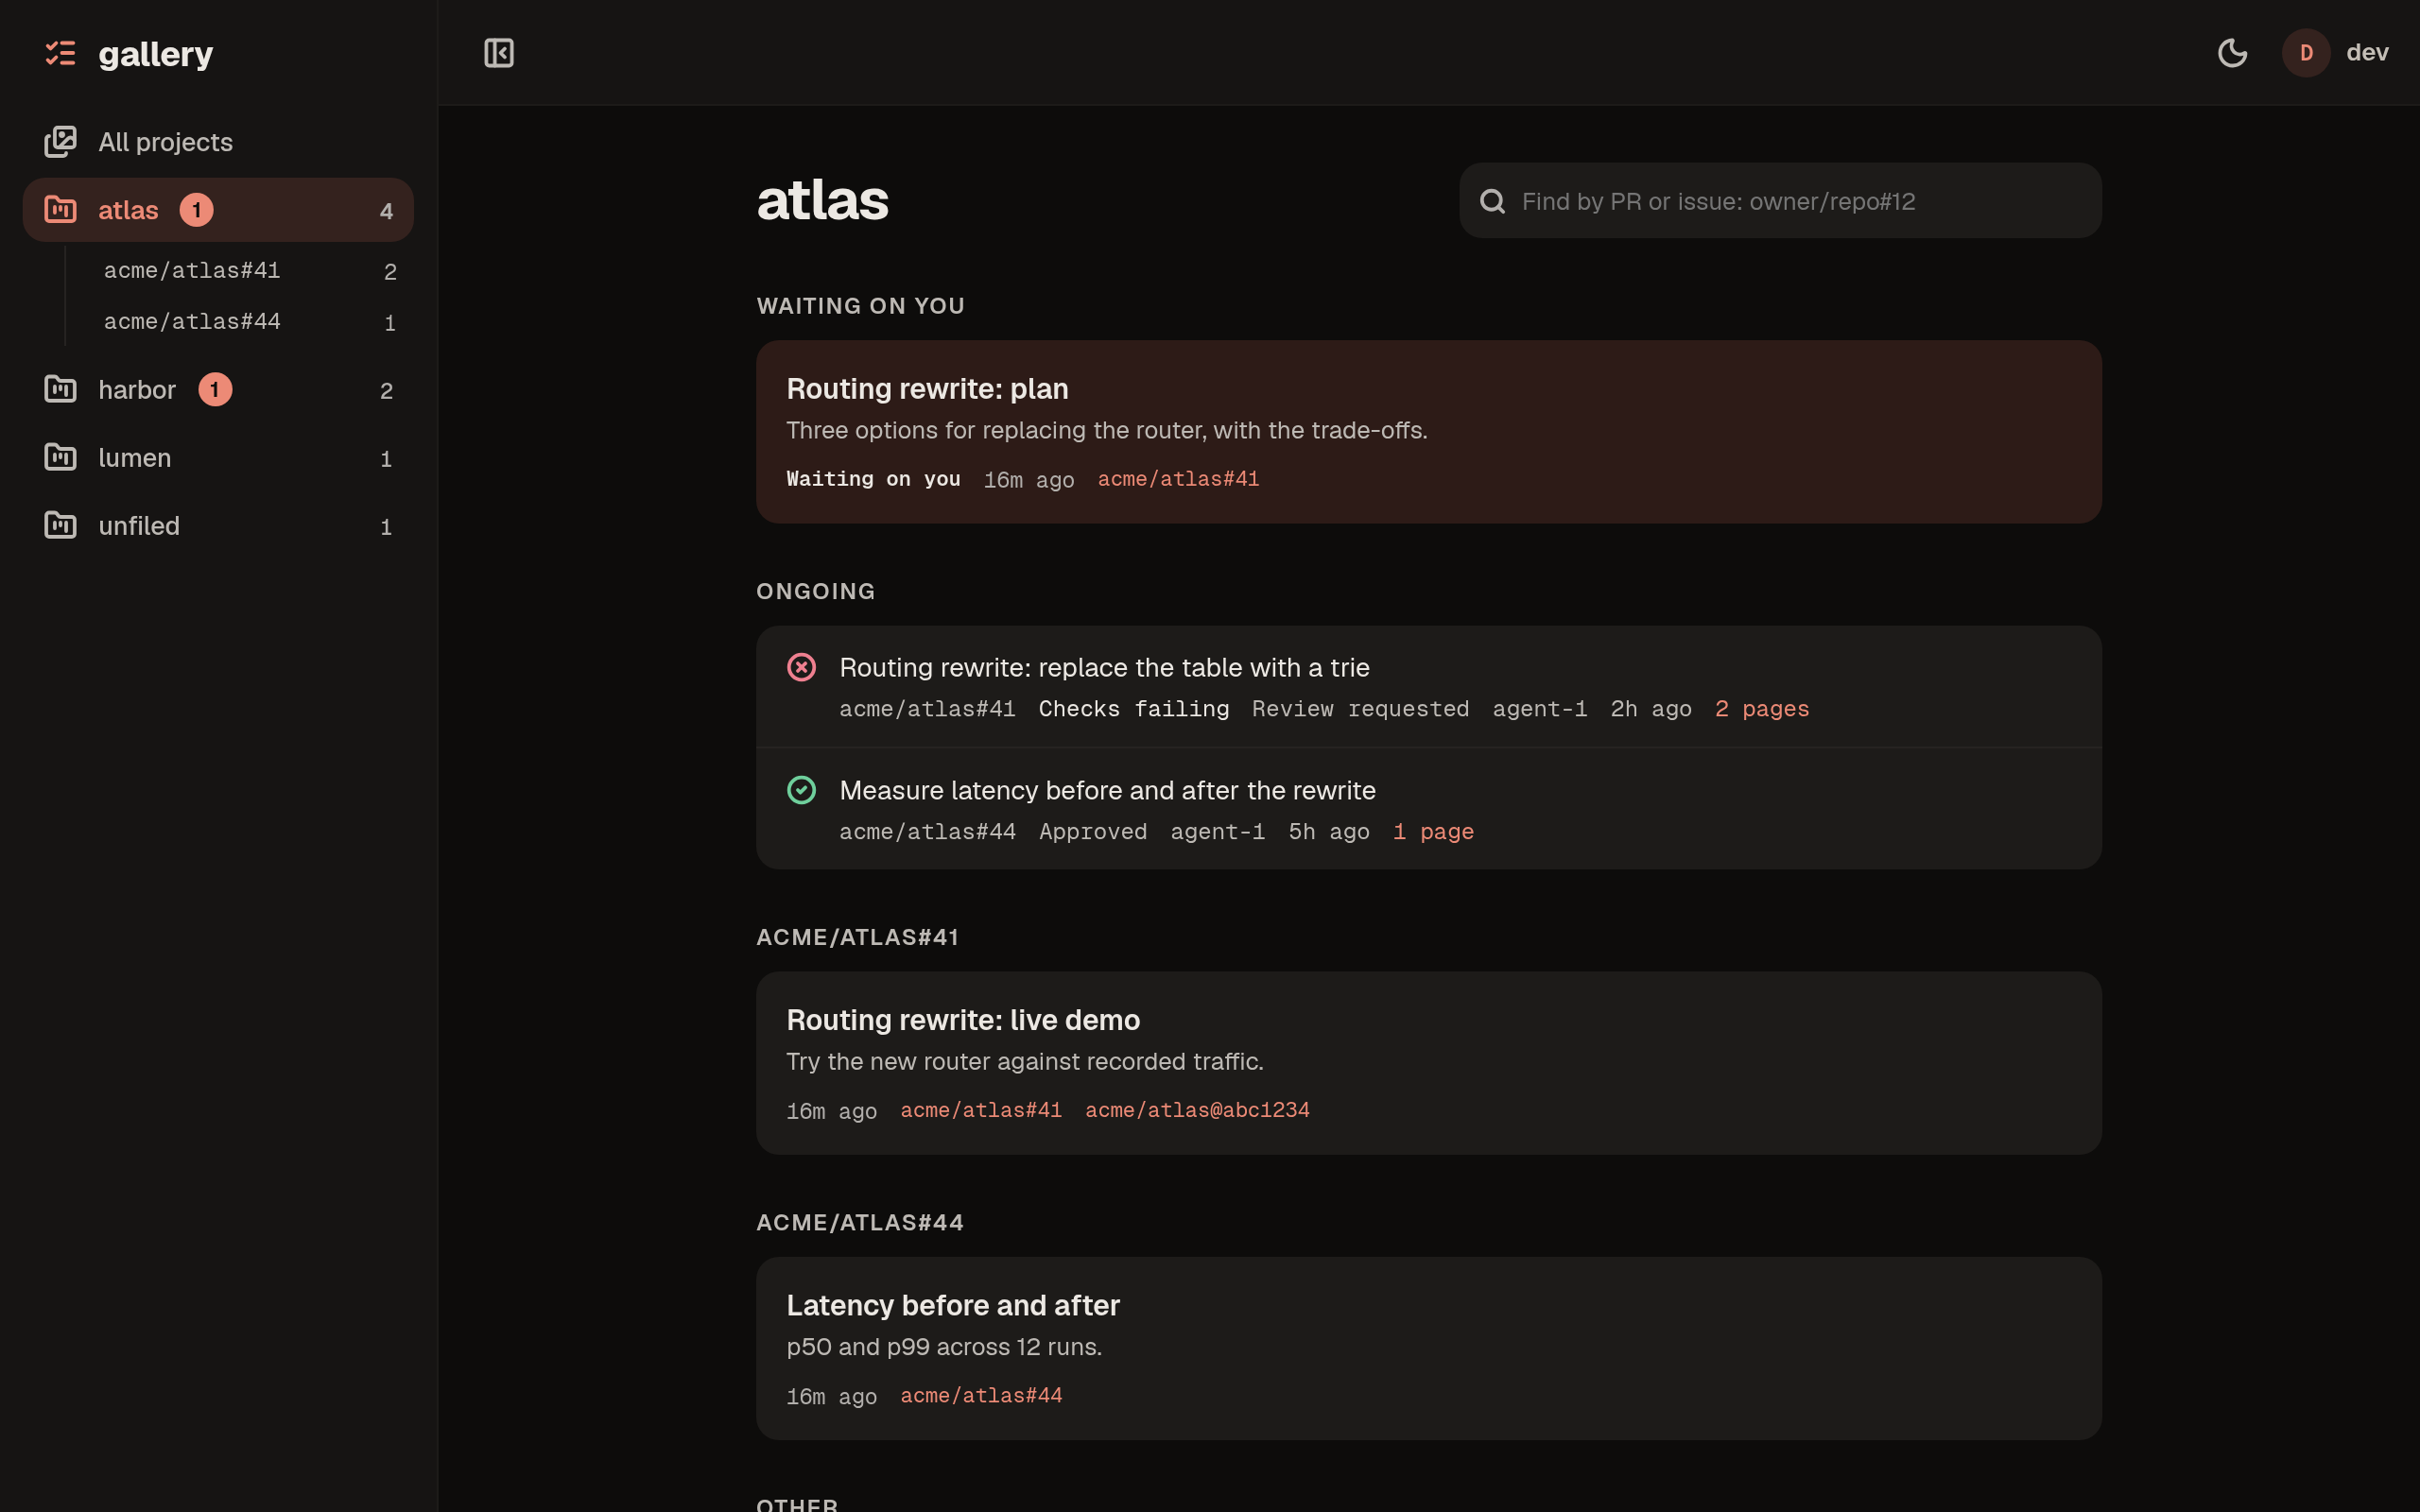 gallery
All projects
atlas 1 4
acme/atlas#41 2
acme/atlas#44 1
harbor 1 2
lumen 1
unfiled 1
D dev
atlas
Find by PR or issue: owner/repo#12
WAITING ON YOU
Routing rewrite: plan
Three options for replacing the router, with the trade-offs.
Waiting on you 16m ago acme/atlas#41
ONGOING
Routing rewrite: replace the table with a trie
acme/atlas#41 Checks failing Review requested agent-1 2h ago 2 pages
Measure latency before and after the rewrite
acme/atlas#44 Approved agent-1 5h ago 1 page
ACME/ATLAS#41
Routing rewrite: live demo
Try the new router against recorded traffic.
16m ago acme/atlas#41 acme/atlas@abc1234
ACME/ATLAS#44
Latency before and after
p50 and p99 across 12 runs.
16m ago acme/atlas#44
OTHER